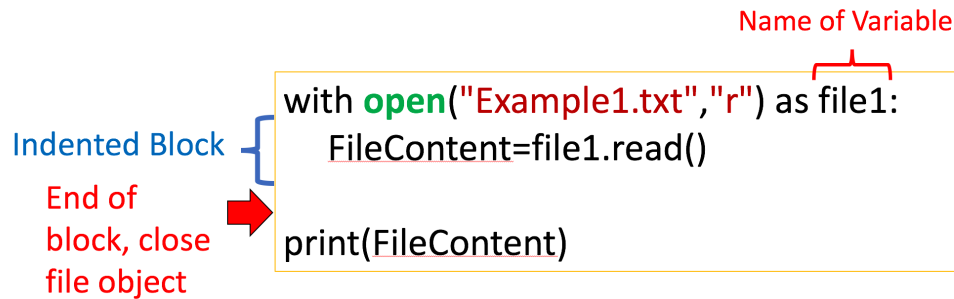 Name of Variable
with open("Example1.txt","r") as file1:
Indented Block
FileContent=file1.read()
End of
block, close
file object
print(FileContent)